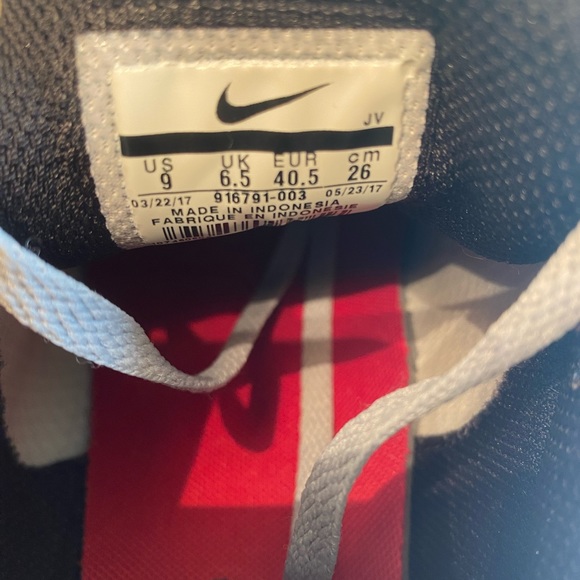 JV
US UK EUR cm
9 6.5 40.5 26
03/22/17 916791-003 05/23/17
MADE IN INDONESIA
FABRIQUE EN INDONESIE